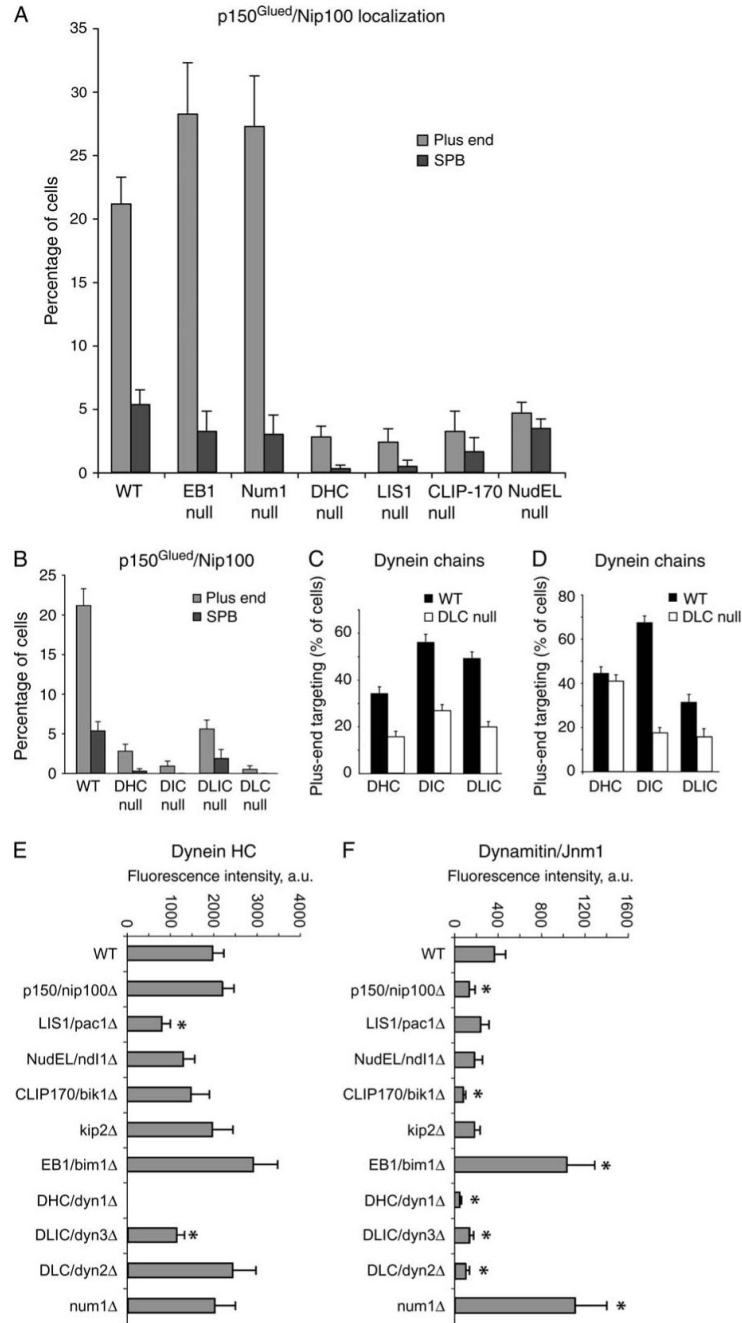 A
p150Glued/Nip100 localization
Percentage of cells
35
30
25
20
15
10
5
0
Plus end
SPB
WT
EB1 null
Num1 null
DHC null
LIS1 null
CLIP-170 null
NudEL null
B
p150Glued/Nip100
Percentage of cells
25
20
15
10
5
0
Plus end
SPB
WT
DHC null
DIC null
DLIC null
DLC null
C
Dynein chains
Plus-end targeting (% of cells)
60
40
20
0
WT
DLC null
DHC
DIC
DLIC
D
Dynein chains
Plus-end targeting (% of cells)
80
60
40
20
0
WT
DLC null
DHC
DIC
DLIC
E
Dynein HC
Fluorescence intensity, a.u.
0
1000
2000
3000
4000
WT
p150/nip100Δ
LIS1/pac1Δ *
NudEL/ndl1Δ
CLIP170/bik1Δ
kip2Δ
EB1/bim1Δ
DHC/dyn1Δ
DLIC/dyn3Δ *
DLC/dyn2Δ
num1Δ
F
Dynamitin/Jnm1
Fluorescence intensity, a.u.
0
400
800
1200
1600
WT
p150/nip100Δ *
LIS1/pac1Δ
NudEL/ndl1Δ
CLIP170/bik1Δ *
kip2Δ
EB1/bim1Δ *
DHC/dyn1Δ *
DLIC/dyn3Δ *
DLC/dyn2Δ *
num1Δ *